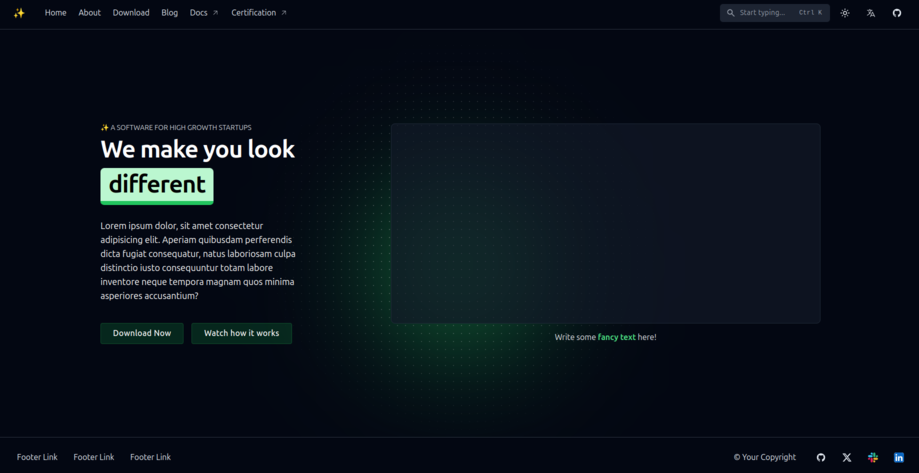 Home About Download Blog Docs Certification Start typing... Ctrl K
✨ A SOFTWARE FOR HIGH GROWTH STARTUPS
We make you look
different
Lorem ipsum dolor, sit amet consectetur
adipisicing elit. Aperiam quibusdam perferendis
dicta fugiat consequatur, natus laboriosam culpa
distinctio iusto consequuntur totam labore
inventore neque tempora magnam quos minima
asperiores accusantium?
Download Now Watch how it works
Write some fancy text here!
Footer Link Footer Link Footer Link © Your Copyright